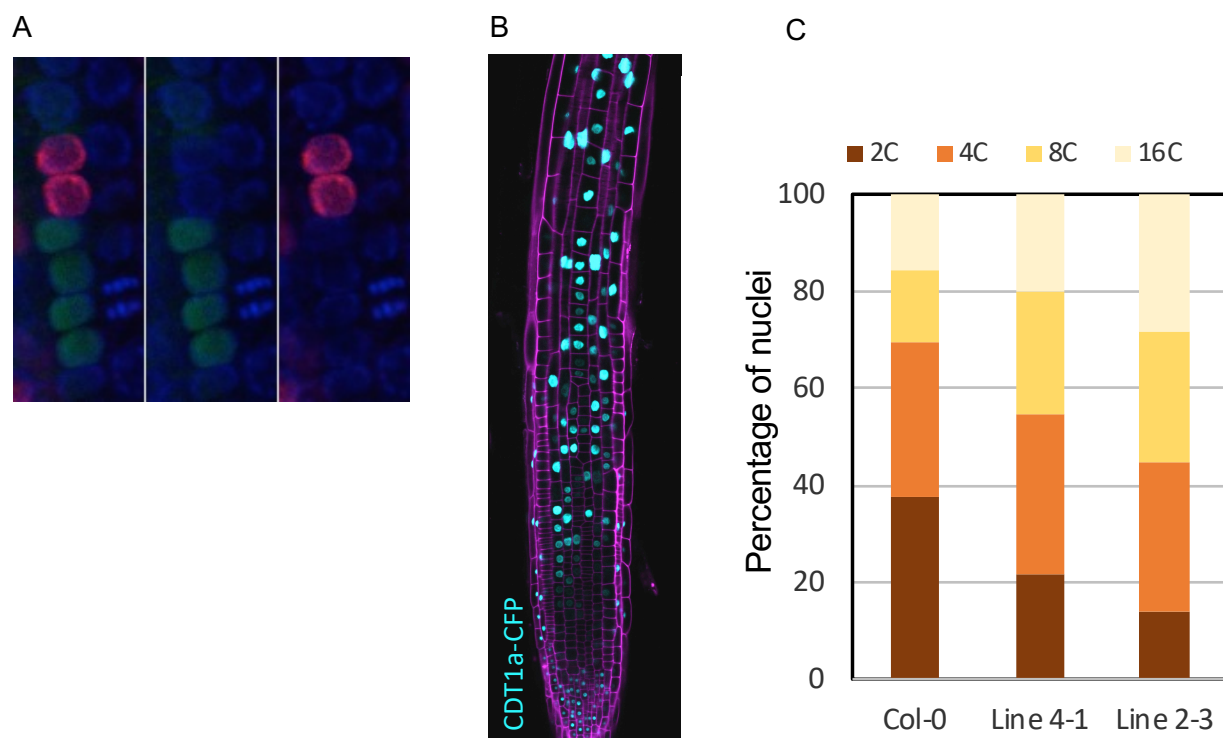 A
B
C
CDT1a-CFP
2C 4C 8C 16C
Percentage of nuclei
100
80
60
40
20
0
Col-0 Line 4-1 Line 2-3